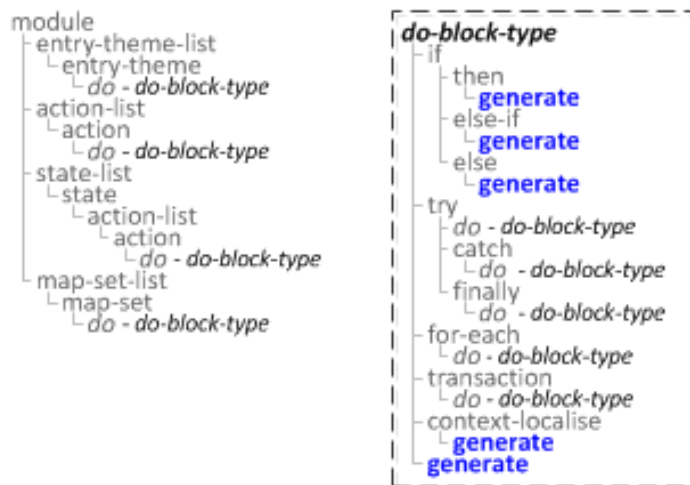 module
entry-theme-list
entry-theme
do - do-block-type
action-list
action
do - do-block-type
state-list
state
action-list
action
do - do-block-type
map-set-list
map-set
do - do-block-type
do-block-type
if
then
generate
else-if
generate
else
generate
try
do - do-block-type
catch
do - do-block-type
finally
do - do-block-type
for-each
do - do-block-type
transaction
do - do-block-type
context-localise
generate
generate